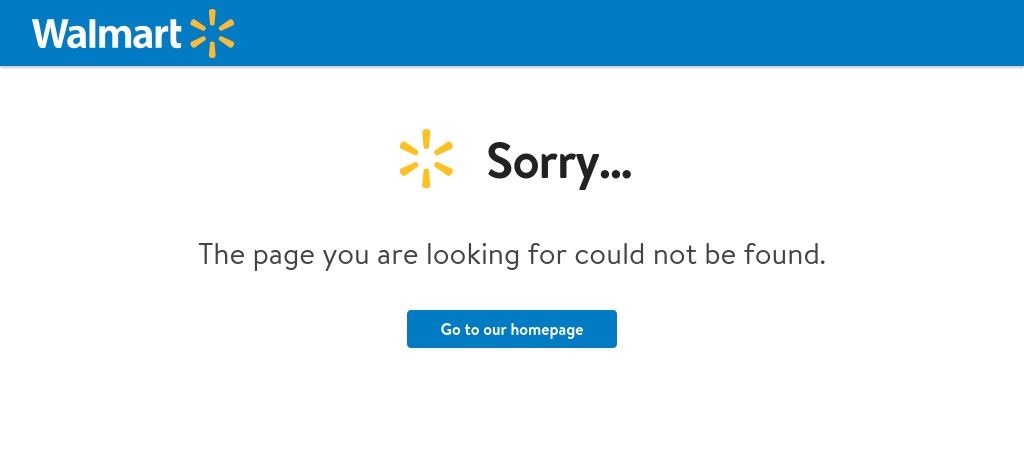 Walmart
Sorry...
The page you are looking for could not be found.
Go to our homepage